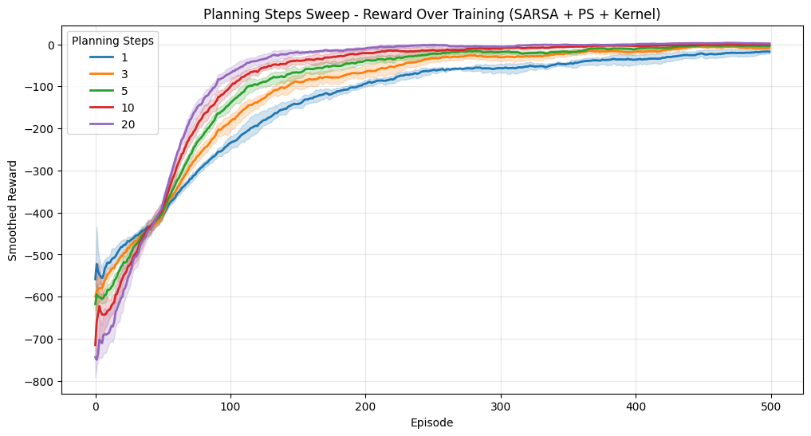 Planning Steps Sweep - Reward Over Training (SARSA + PS + Kernel)
Planning Steps
1
3
5
10
20
Smoothed Reward
0
−100
−200
−300
−400
−500
−600
−700
−800
0 100 200 300 400 500
Episode